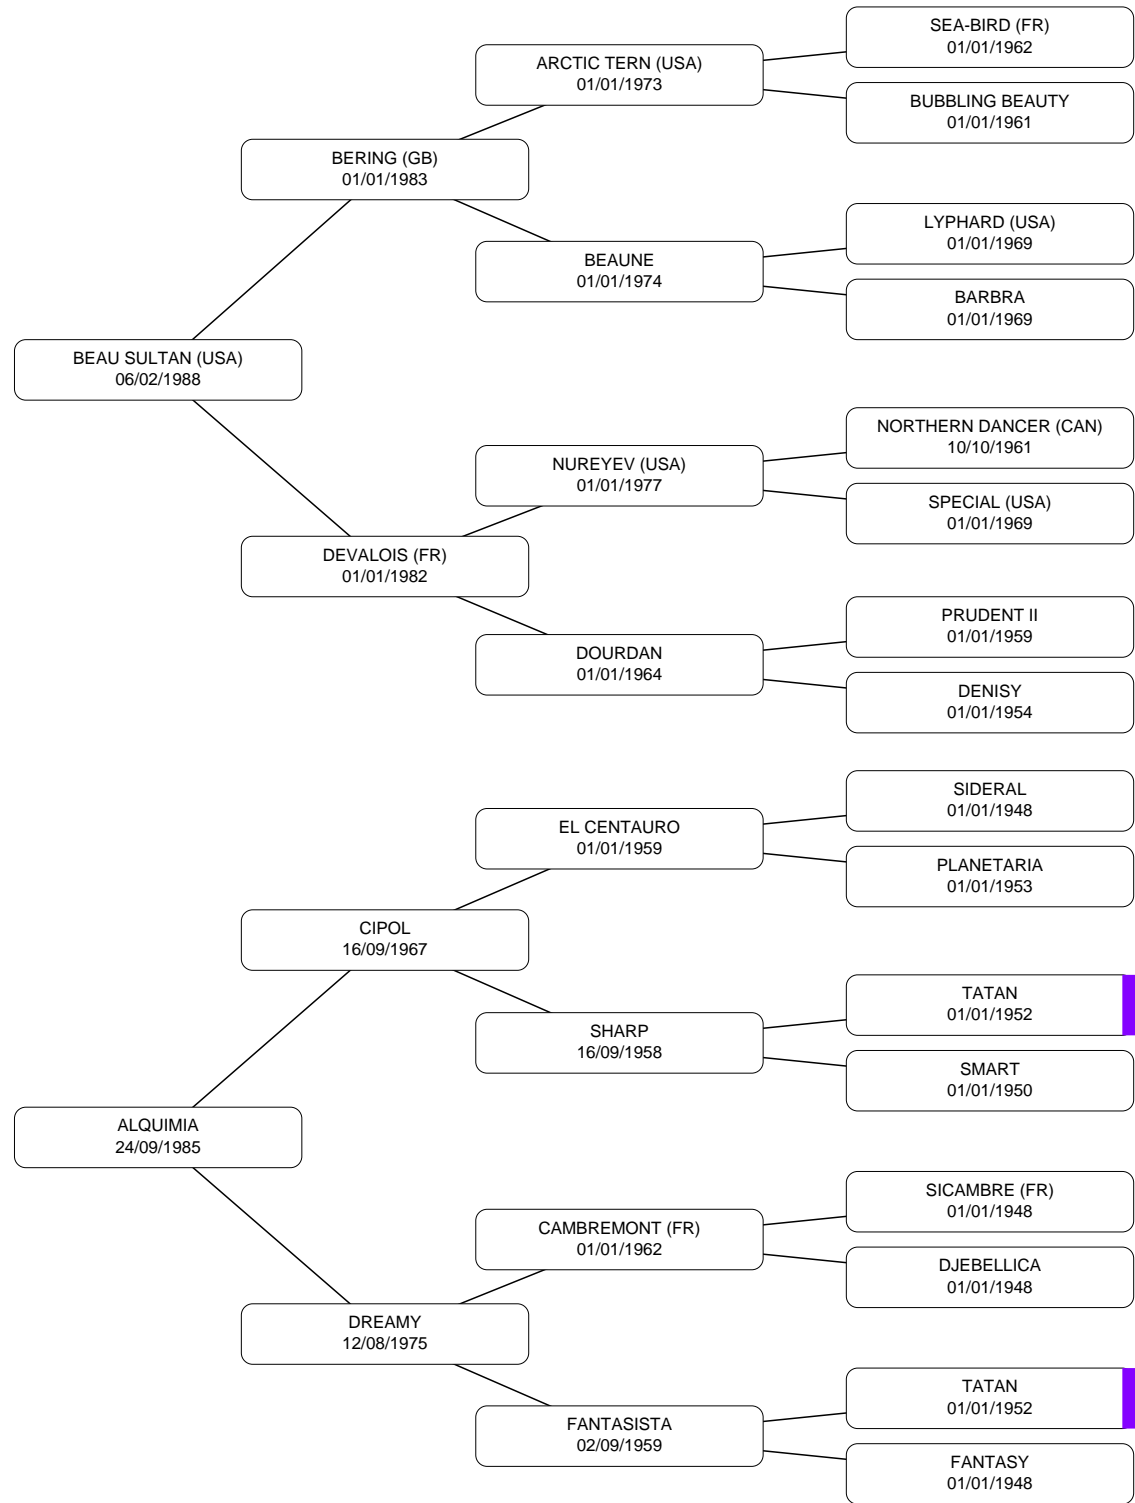 SEA-BIRD (FR)
01/01/1962
ARCTIC TERN (USA)
01/01/1973
BUBBLING BEAUTY
01/01/1961
BERING (GB)
01/01/1983
LYPHARD (USA)
01/01/1969
BEAUNE
01/01/1974
BARBRA
01/01/1969
BEAU SULTAN (USA)
06/02/1988
NORTHERN DANCER (CAN)
10/10/1961
NUREYEV (USA)
01/01/1977
SPECIAL (USA)
01/01/1969
DEVALOIS (FR)
01/01/1982
PRUDENT II
01/01/1959
DOURDAN
01/01/1964
DENISY
01/01/1954
SIDERAL
01/01/1948
EL CENTAURO
01/01/1959
PLANETARIA
01/01/1953
CIPOL
16/09/1967
TATAN
01/01/1952
SHARP
16/09/1958
SMART
01/01/1950
ALQUIMIA
24/09/1985
SICAMBRE (FR)
01/01/1948
CAMBREMONT (FR)
01/01/1962
DJEBELLICA
01/01/1948
DREAMY
12/08/1975
TATAN
01/01/1952
FANTASISTA
02/09/1959
FANTASY
01/01/1948